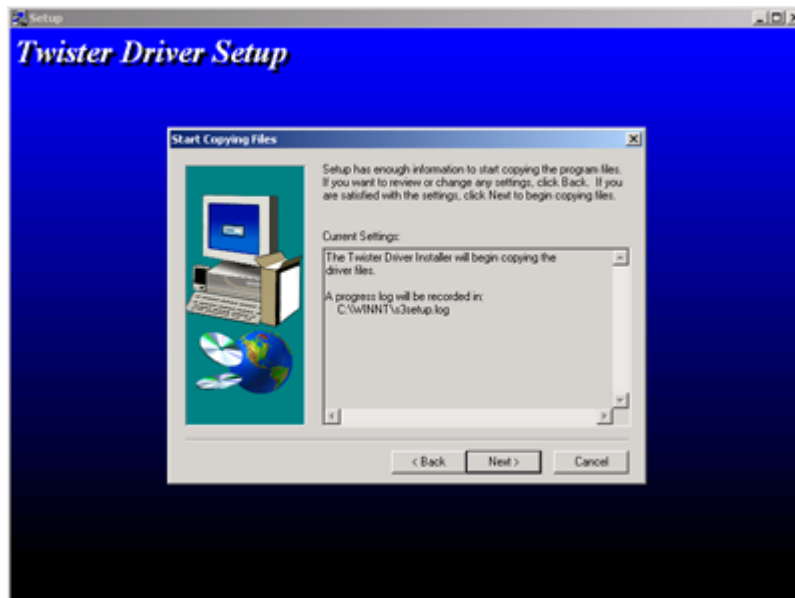 Setup
Twister Driver Setup
Start Copying Files
Setup has enough information to start copying the program files.
If you want to review or change any settings, click Back. If you
are satisfied with the settings, click Next to begin copying files.
Current Settings:
The Twister Driver Installer will begin copying the
driver files.
A progress log will be recorded in:
C:\WINNT\s3setup.log
< Back
Next >
Cancel